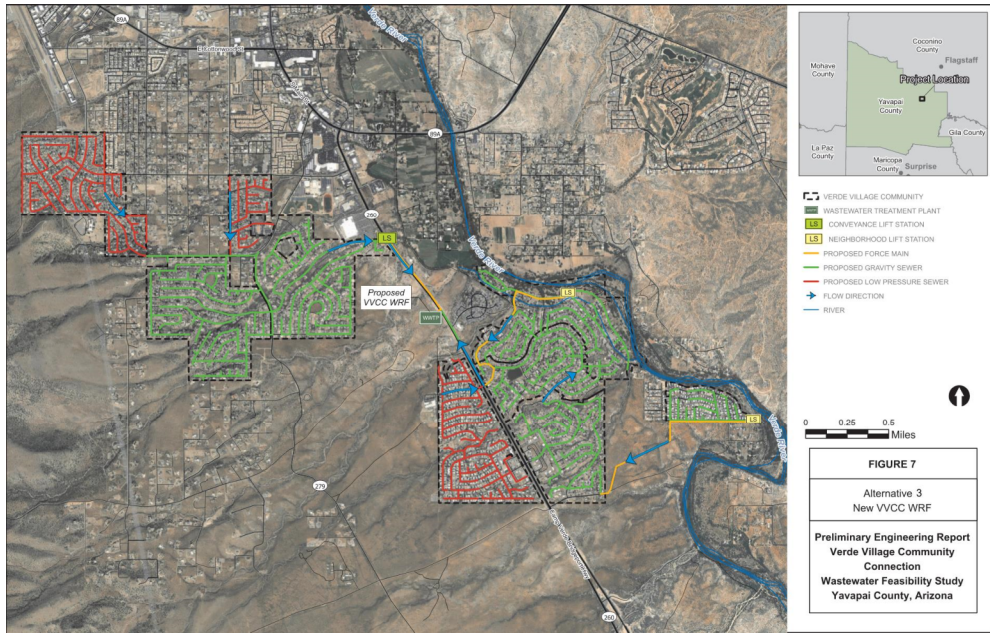 89A
E Cottonwood St
Verde River
89A
260
LS
Proposed
VVCC WRF
WWTP
Verde River
LS
LS
Verde River
279
260
Coconino
County
Mohave
County
Flagstaff
Project Location
Yavapai
County
Gila County
La Paz
County
Maricopa
County
Surprise
VERDE VILLAGE COMMUNITY
WASTEWATER TREATMENT PLANT
LS CONVEYANCE LIFT STATION
LS NEIGHBORHOOD LIFT STATION
PROPOSED FORCE MAIN
PROPOSED GRAVITY SEWER
PROPOSED LOW PRESSURE SEWER
FLOW DIRECTION
RIVER
0 0.25 0.5
Miles
FIGURE 7
Alternative 3
New VVCC WRF
Preliminary Engineering Report
Verde Village Community
Connection
Wastewater Feasibility Study
Yavapai County, Arizona